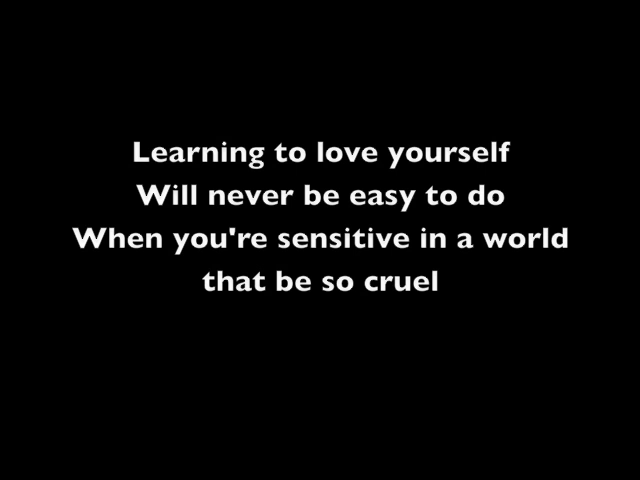 Learning to love yourself
Will never be easy to do
When you're sensitive in a world
that be so cruel